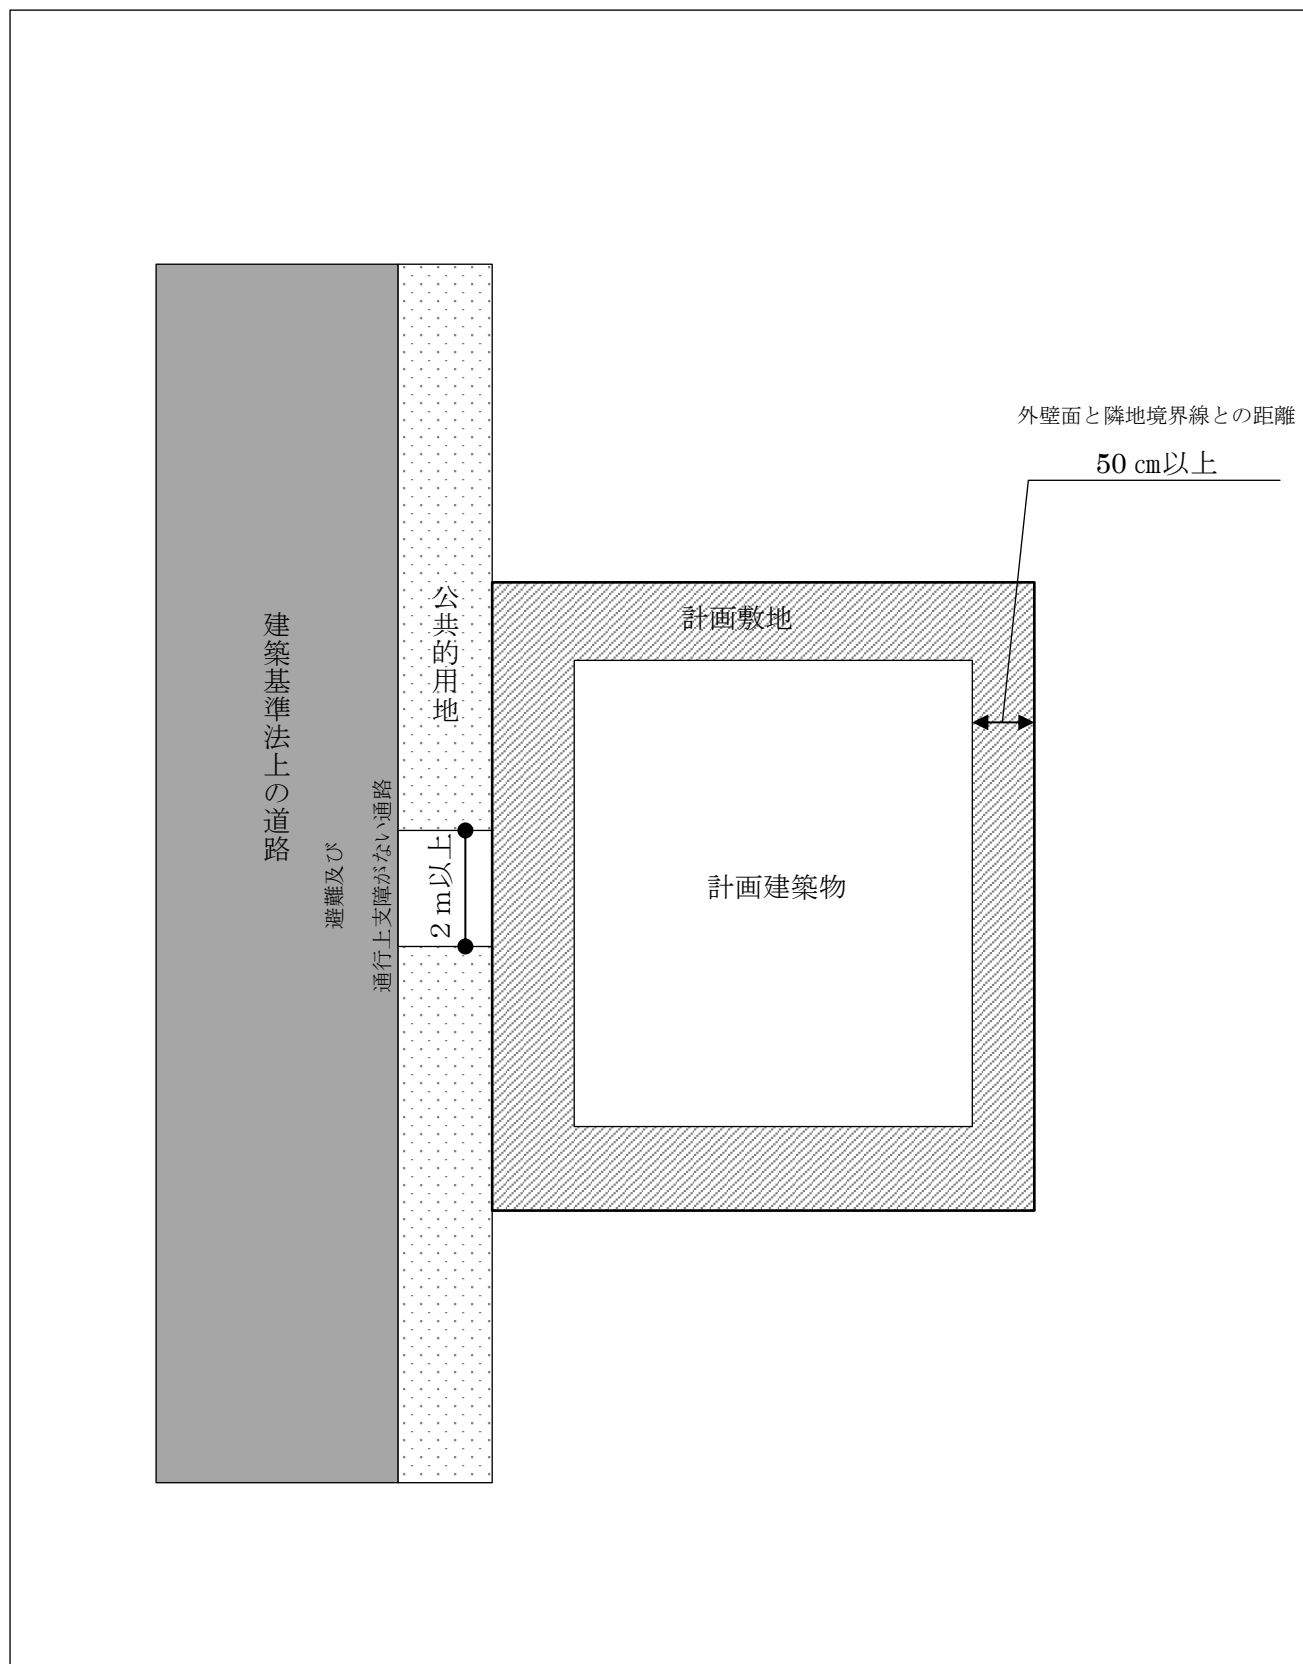 外壁面と隣地境界線との距離
50 ㎝以上
計画敷地
公共的用地
建築基準法上の道路
避難及び
通行上支障がない通路
2 m以上
計画建築物